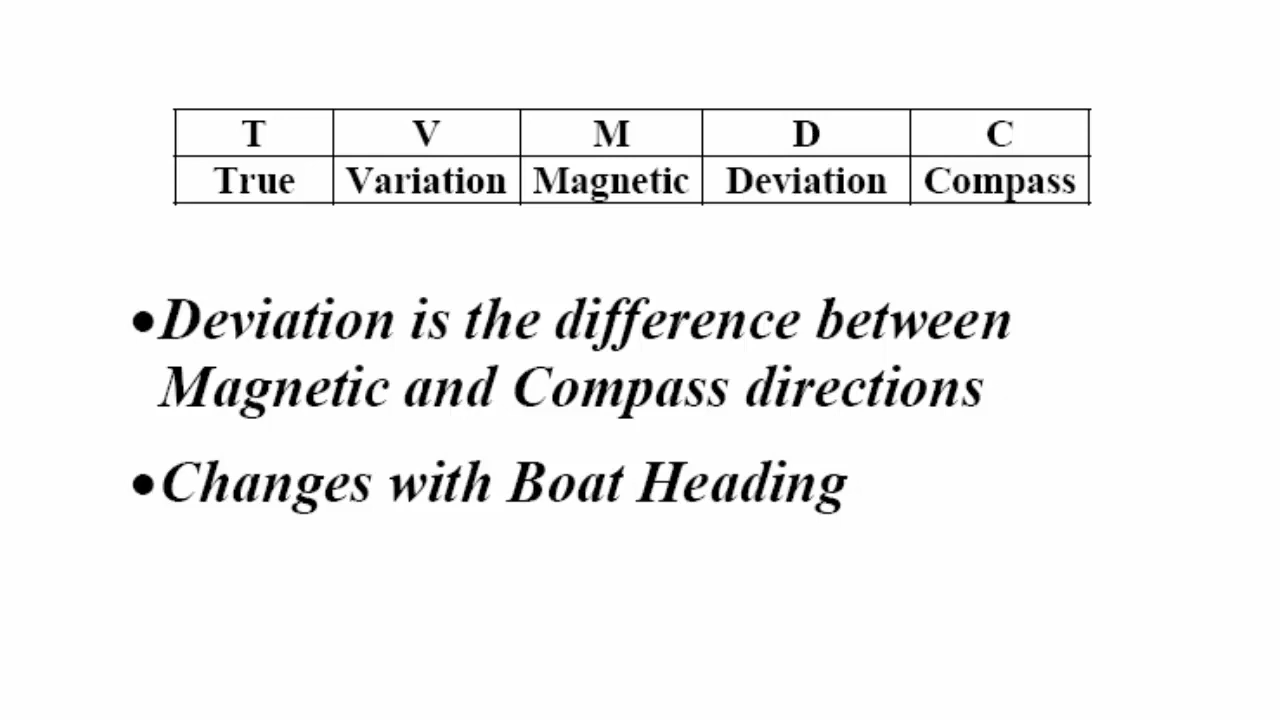 T V M D C
True Variation Magnetic Deviation Compass
•Deviation is the difference between
Magnetic and Compass directions
•Changes with Boat Heading